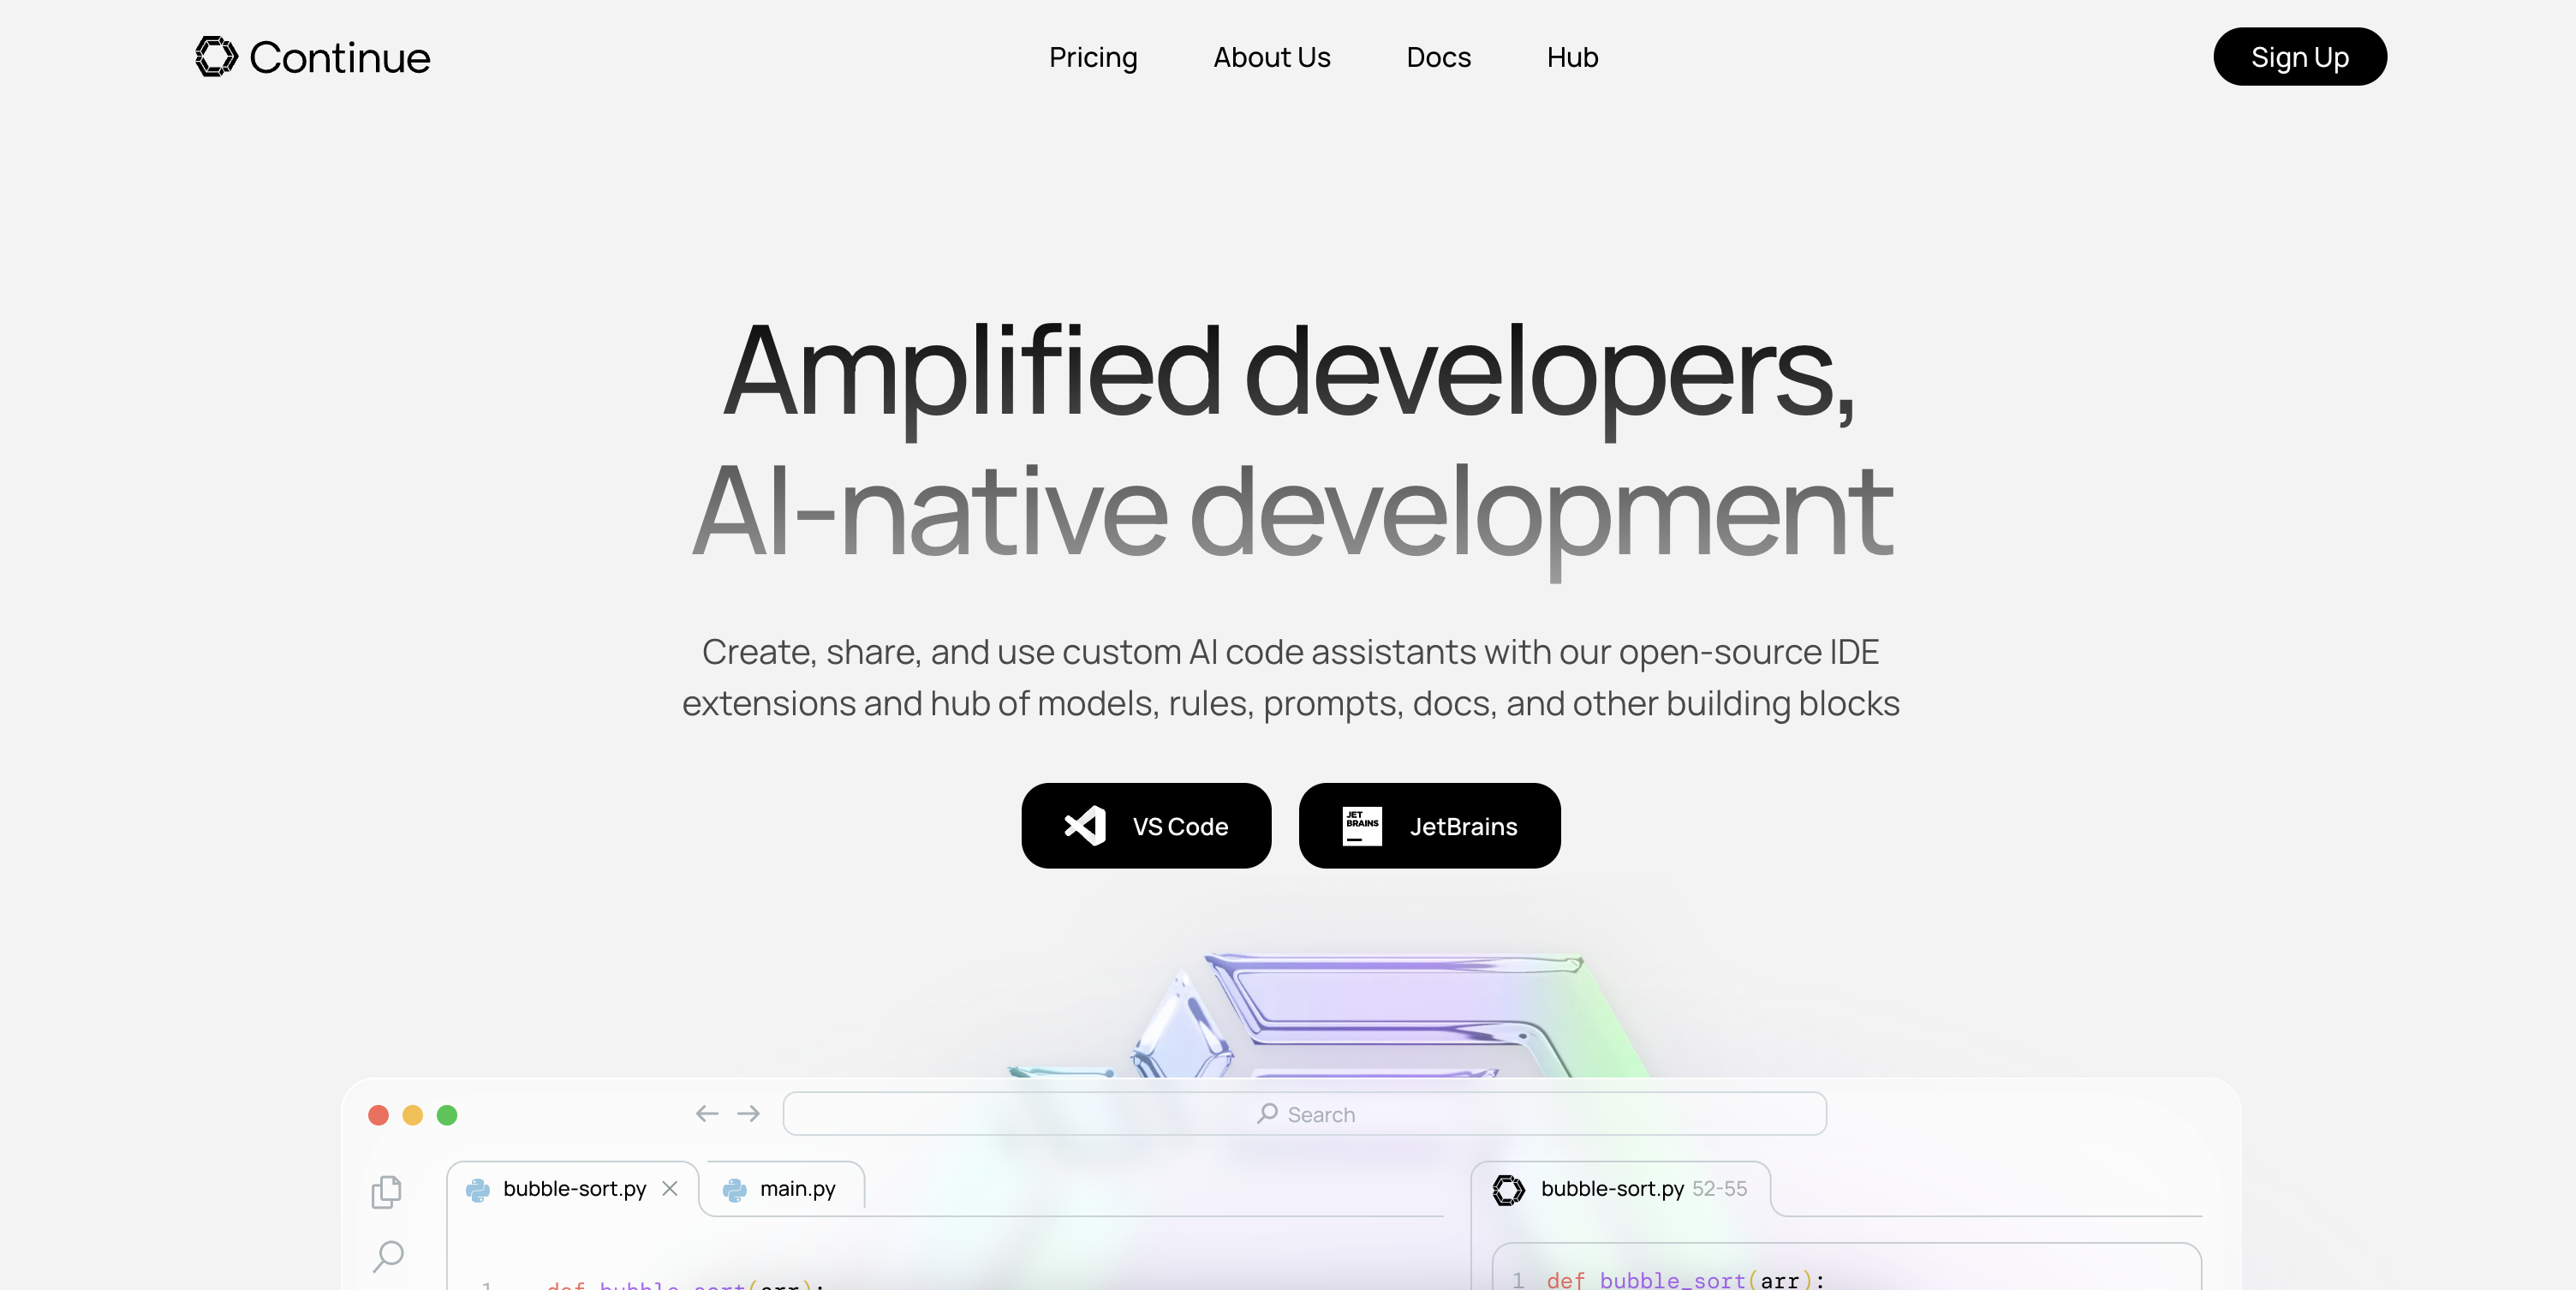 Continue
Pricing
About Us
Docs
Hub
Sign Up
Amplified developers,
AI-native development
Create, share, and use custom AI code assistants with our open-source IDE
extensions and hub of models, rules, prompts, docs, and other building blocks
VS Code
JET
BRAINS
JetBrains
Search
bubble-sort.py
main.py
bubble-sort.py 52-55
1 def bubble_sort(arr):
1 def bubble_sort(arr):